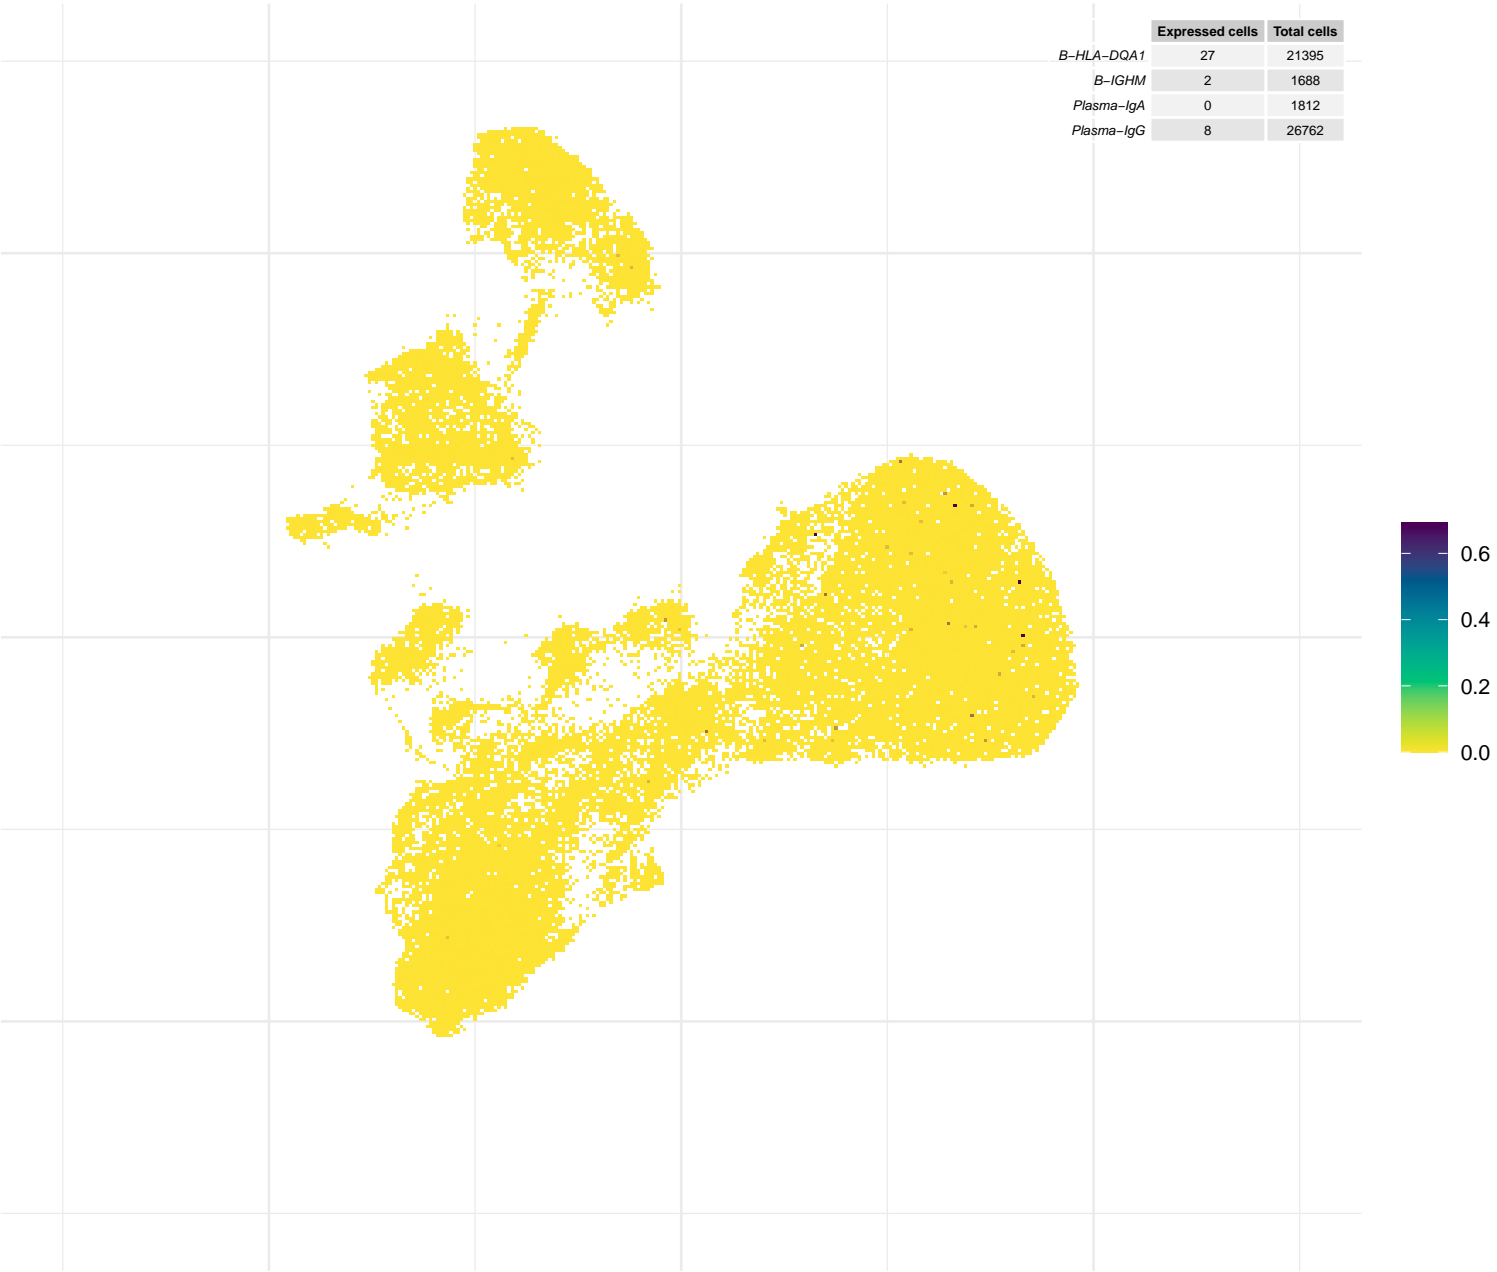 Expressed cells Total cells
B−HLA−DQA1 27 21395
B−IGHM 2 1688
Plasma−IgA 0 1812
Plasma−IgG 8 26762
0.6
0.4
0.2
0.0